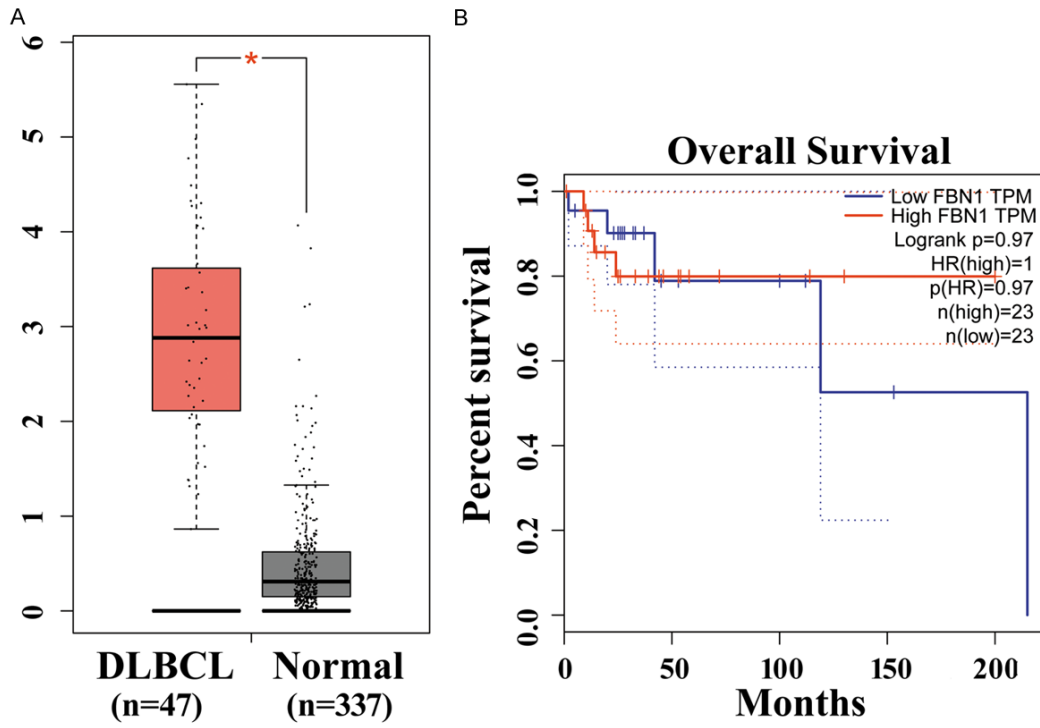 A
6
5
4
3
2
1
0
*
DLBCL
(n=47)
Normal
(n=337)
B
Overall Survival
Percent survival
1.0
0.8
0.6
0.4
0.2
0.0
Low FBN1 TPM
High FBN1 TPM
Logrank p=0.97
HR(high)=1
p(HR)=0.97
n(high)=23
n(low)=23
0 50 100 150 200
Months